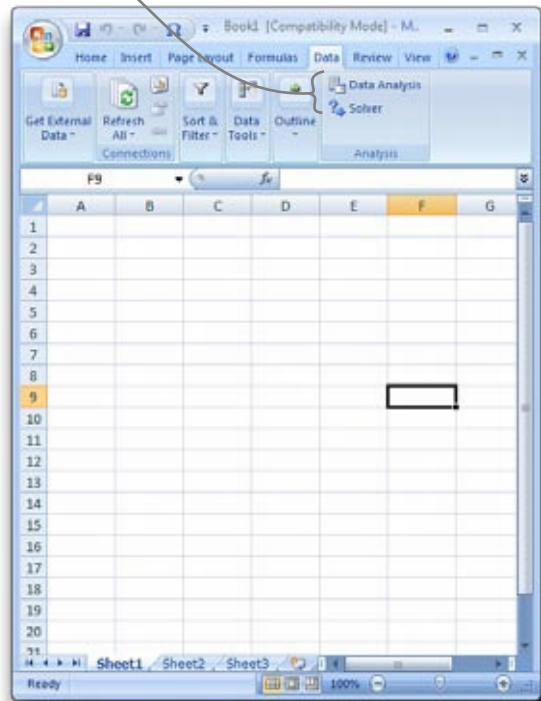 Book1 [Compatibility Mode] - M..
Home Insert Page Layout Formulas Data Review View
Get External Data
Refresh All
Connections
Sort & Filter
Data Tools
Outline
Data Analysis
Solver
Analysis
F9 fx
A B C D E F G
1
2
3
4
5
6
7
8
9
10
11
12
13
14
15
16
17
18
19
20
21
Sheet1 Sheet2 Sheet3
Ready 100%